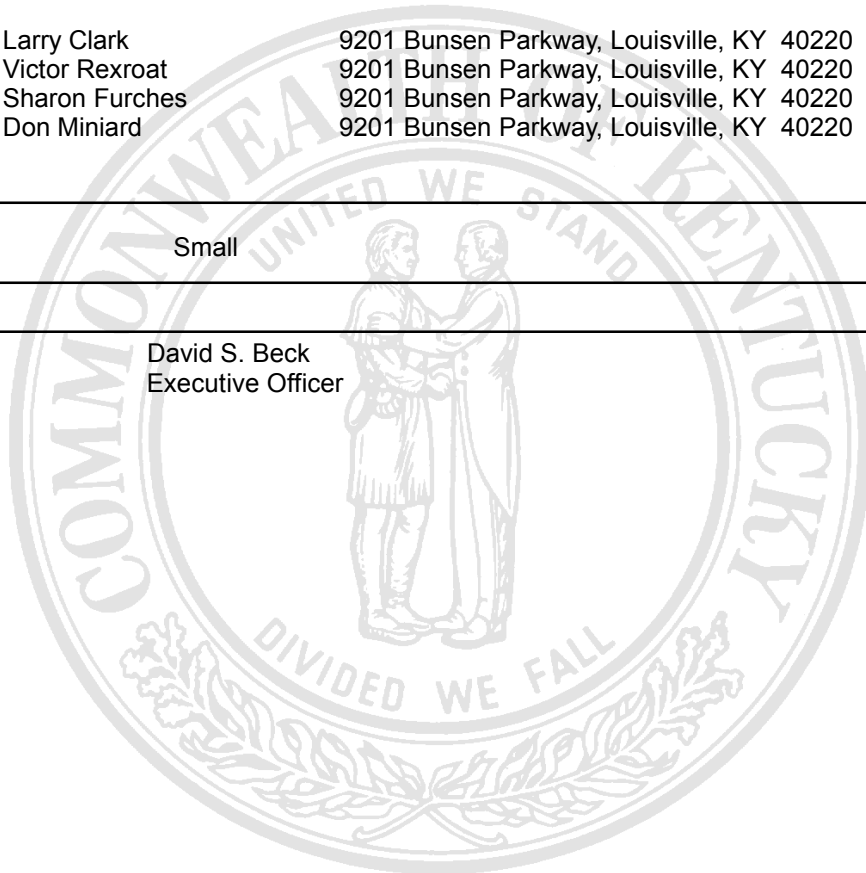 Larry Clark 9201 Bunsen Parkway, Louisville, KY 40220
Victor Rexroat 9201 Bunsen Parkway, Louisville, KY 40220
Sharon Furches 9201 Bunsen Parkway, Louisville, KY 40220
Don Miniard 9201 Bunsen Parkway, Louisville, KY 40220
COMMONWEALTH OF KENTUCKY
UNITED WE STAND
Small
David S. Beck
Executive Officer
DIVIDED WE FALL